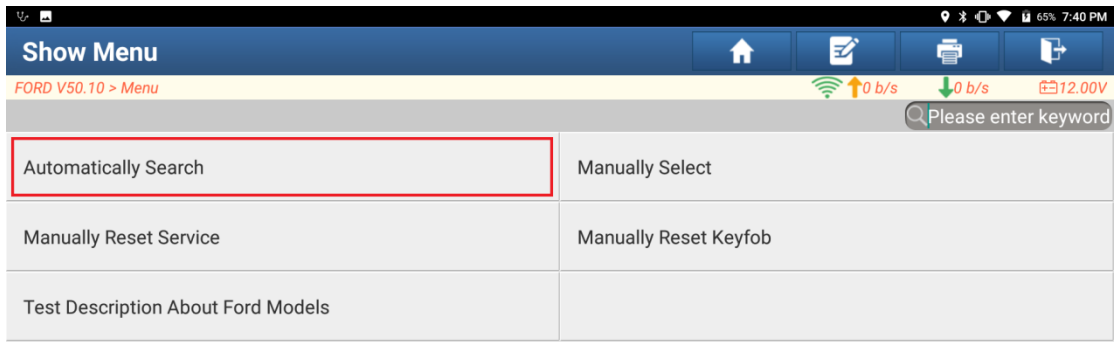 65% 7:40 PM
Show Menu
FORD V50.10 > Menu
0 b/s 0 b/s 12.00V
Please enter keyword
Automatically Search Manually Select
Manually Reset Service Manually Reset Keyfob
Test Description About Ford Models